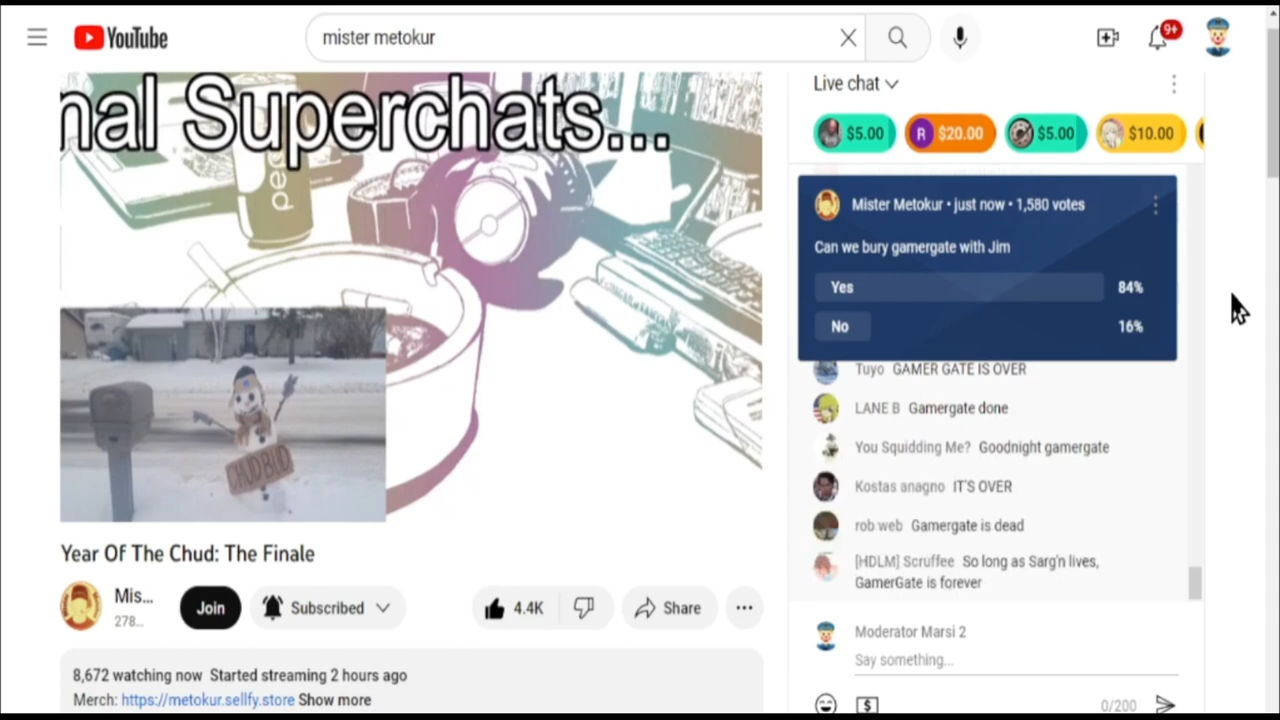 YouTube
mister metokur
9+
nal Superchats...
peps
CHUD BUD
Year Of The Chud: The Finale
Mis...
278...
Join
Subscribed
4.4K
Share
8,672 watching now Started streaming 2 hours ago
Merch: https://metokur.sellfy.store Show more
Live chat
$5.00
R $20.00
$5.00
$10.00
Mister Metokur • just now • 1,580 votes
Can we bury gamergate with Jim
Yes 84%
No 16%
Tuyo GAMER GATE IS OVER
LANE B Gamergate done
You Squidding Me? Goodnight gamergate
Kostas anagno IT'S OVER
rob web Gamergate is dead
[HDLM] Scruffee So long as Sarg'n lives,
GamerGate is forever
Moderator Marsi 2
Say something...
0/200